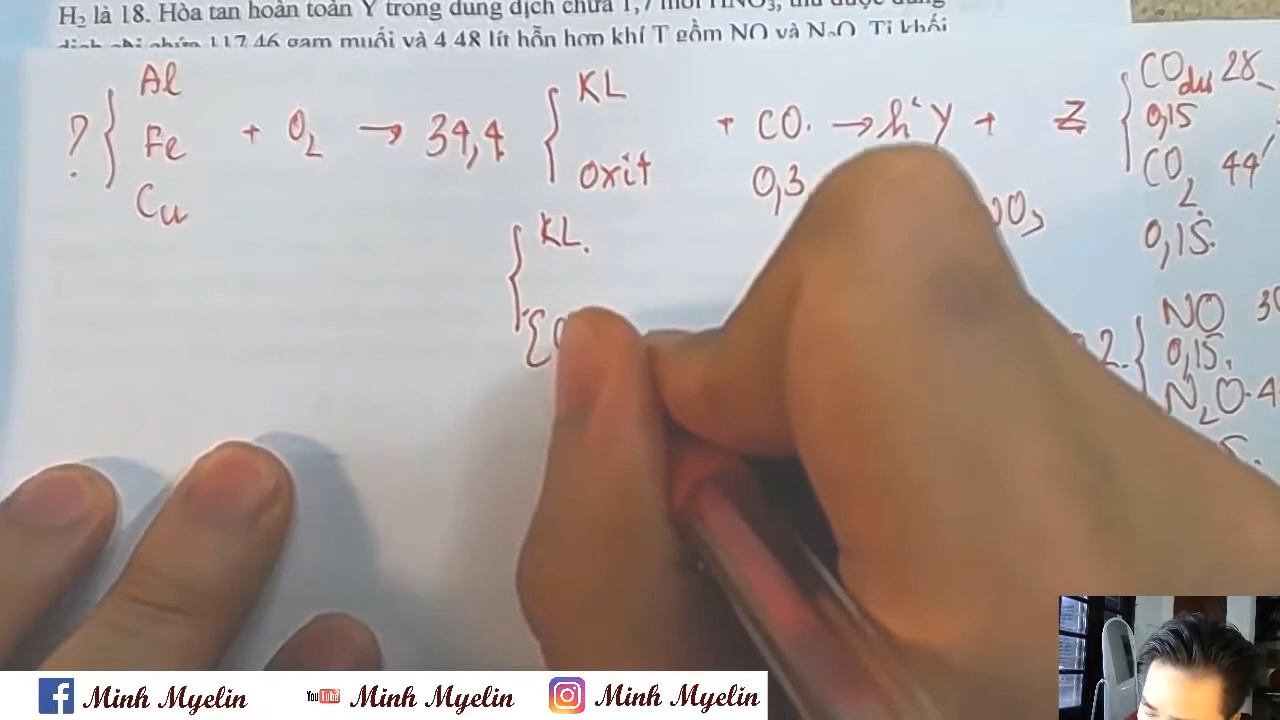 H₂ là 18. Hòa tan hoàn toàn Y trong dung dịch chứa 1,7 mol HNO₃, thu được dung
dịch chỉ chứa 117,46 gam muối và 4,48 lít hỗn hợp khí T gồm NO và N₂O. Tỉ khối
? { Al Fe Cu + O₂ → 34,4 { KL oxit + CO. → h² Y + Z { CO dư 28
0,3
0,15
CO₂ 44
0,15.
{ KL.
NO
0,15.
N₂O
Minh Myelin
YouTube Minh Myelin
Minh Myelin